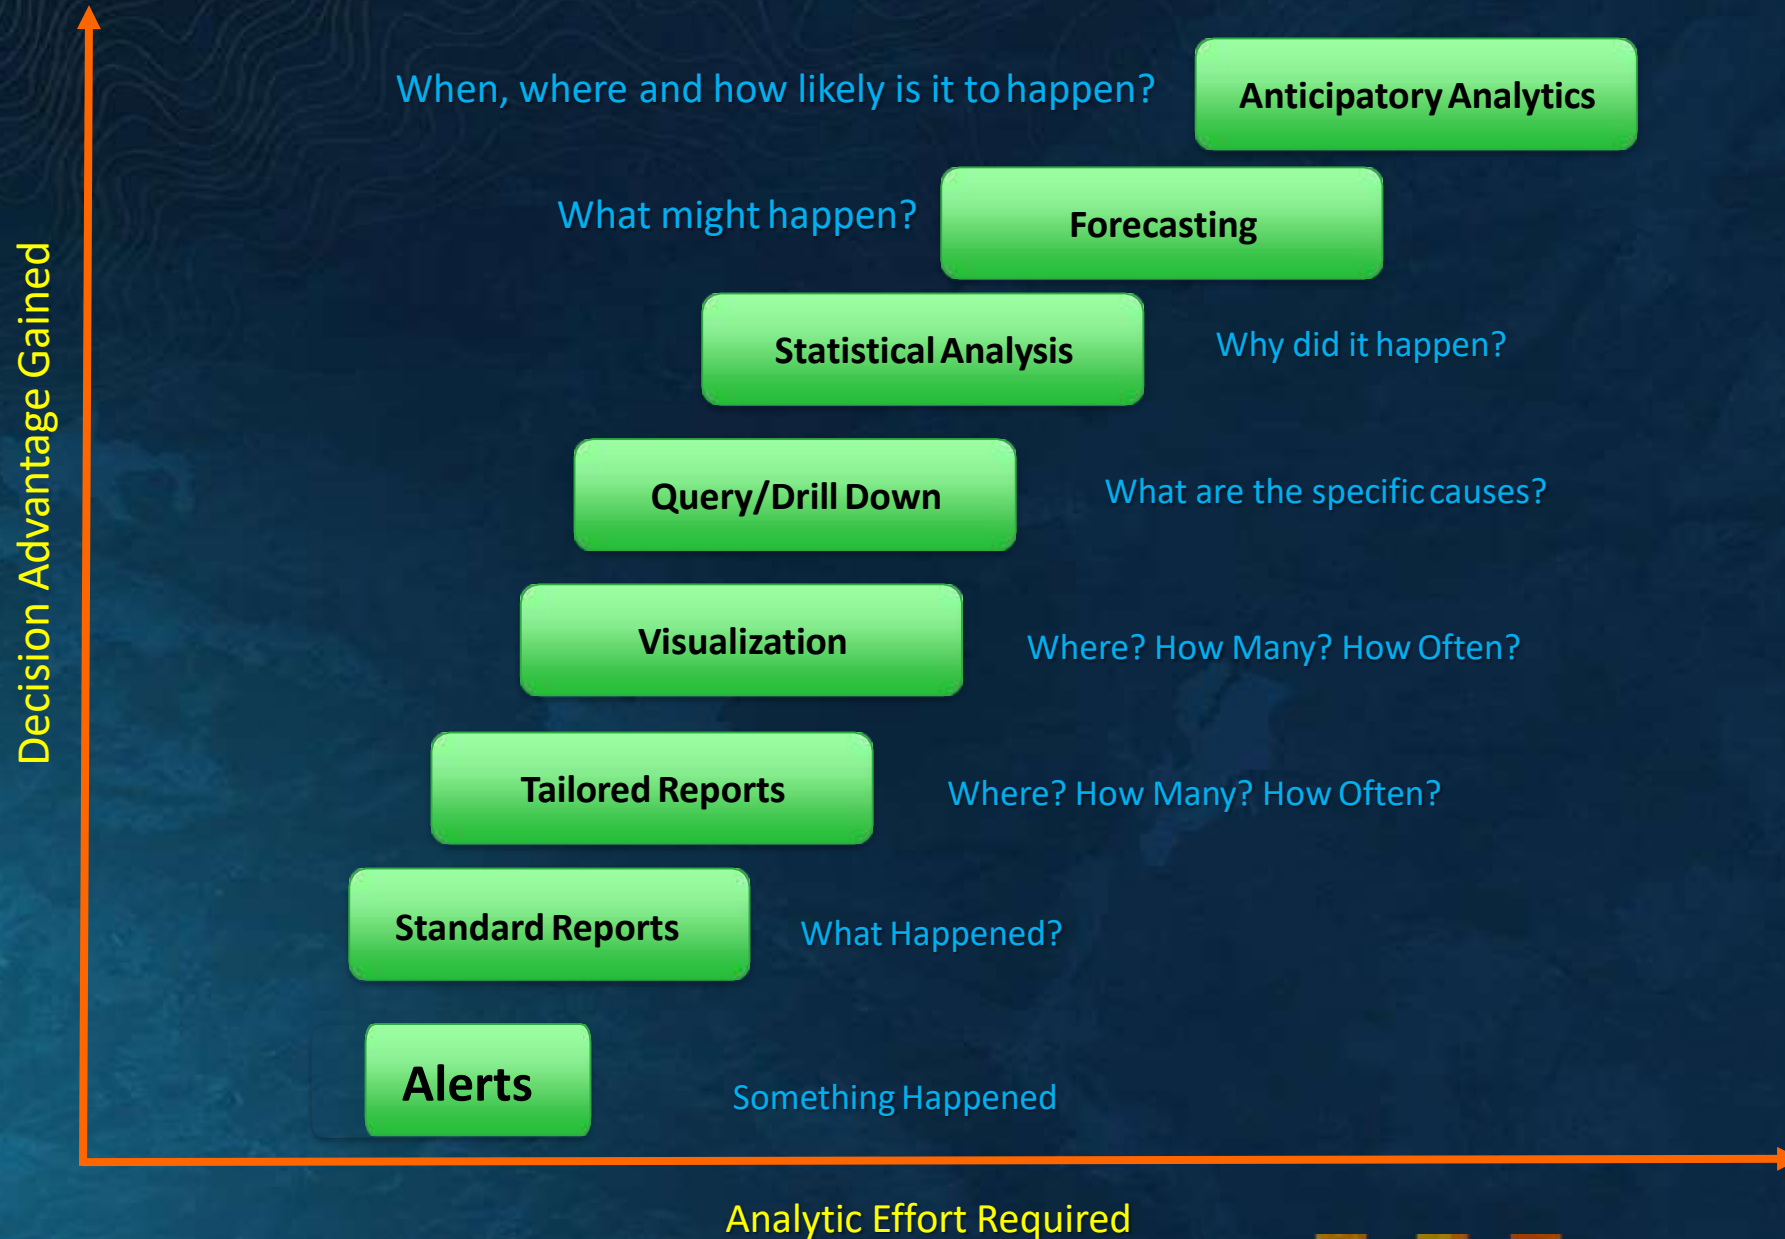 When, where and how likely is it to happen?
Anticipatory Analytics
What might happen?
Forecasting
Statistical Analysis
Why did it happen?
Query/Drill Down
What are the specific causes?
Visualization
Where? How Many? How Often?
Tailored Reports
Where? How Many? How Often?
Standard Reports
What Happened?
Alerts
Something Happened
Decision Advantage Gained
Analytic Effort Required